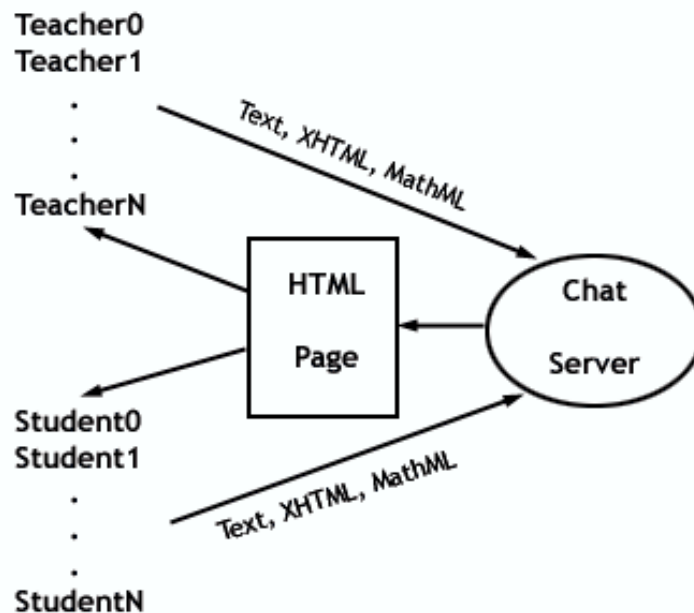 Teacher0
Teacher1
.
.
.
TeacherN
Text, XHTML, MathML
HTML
Page
Chat
Server
Student0
Student1
.
.
.
StudentN
Text, XHTML, MathML